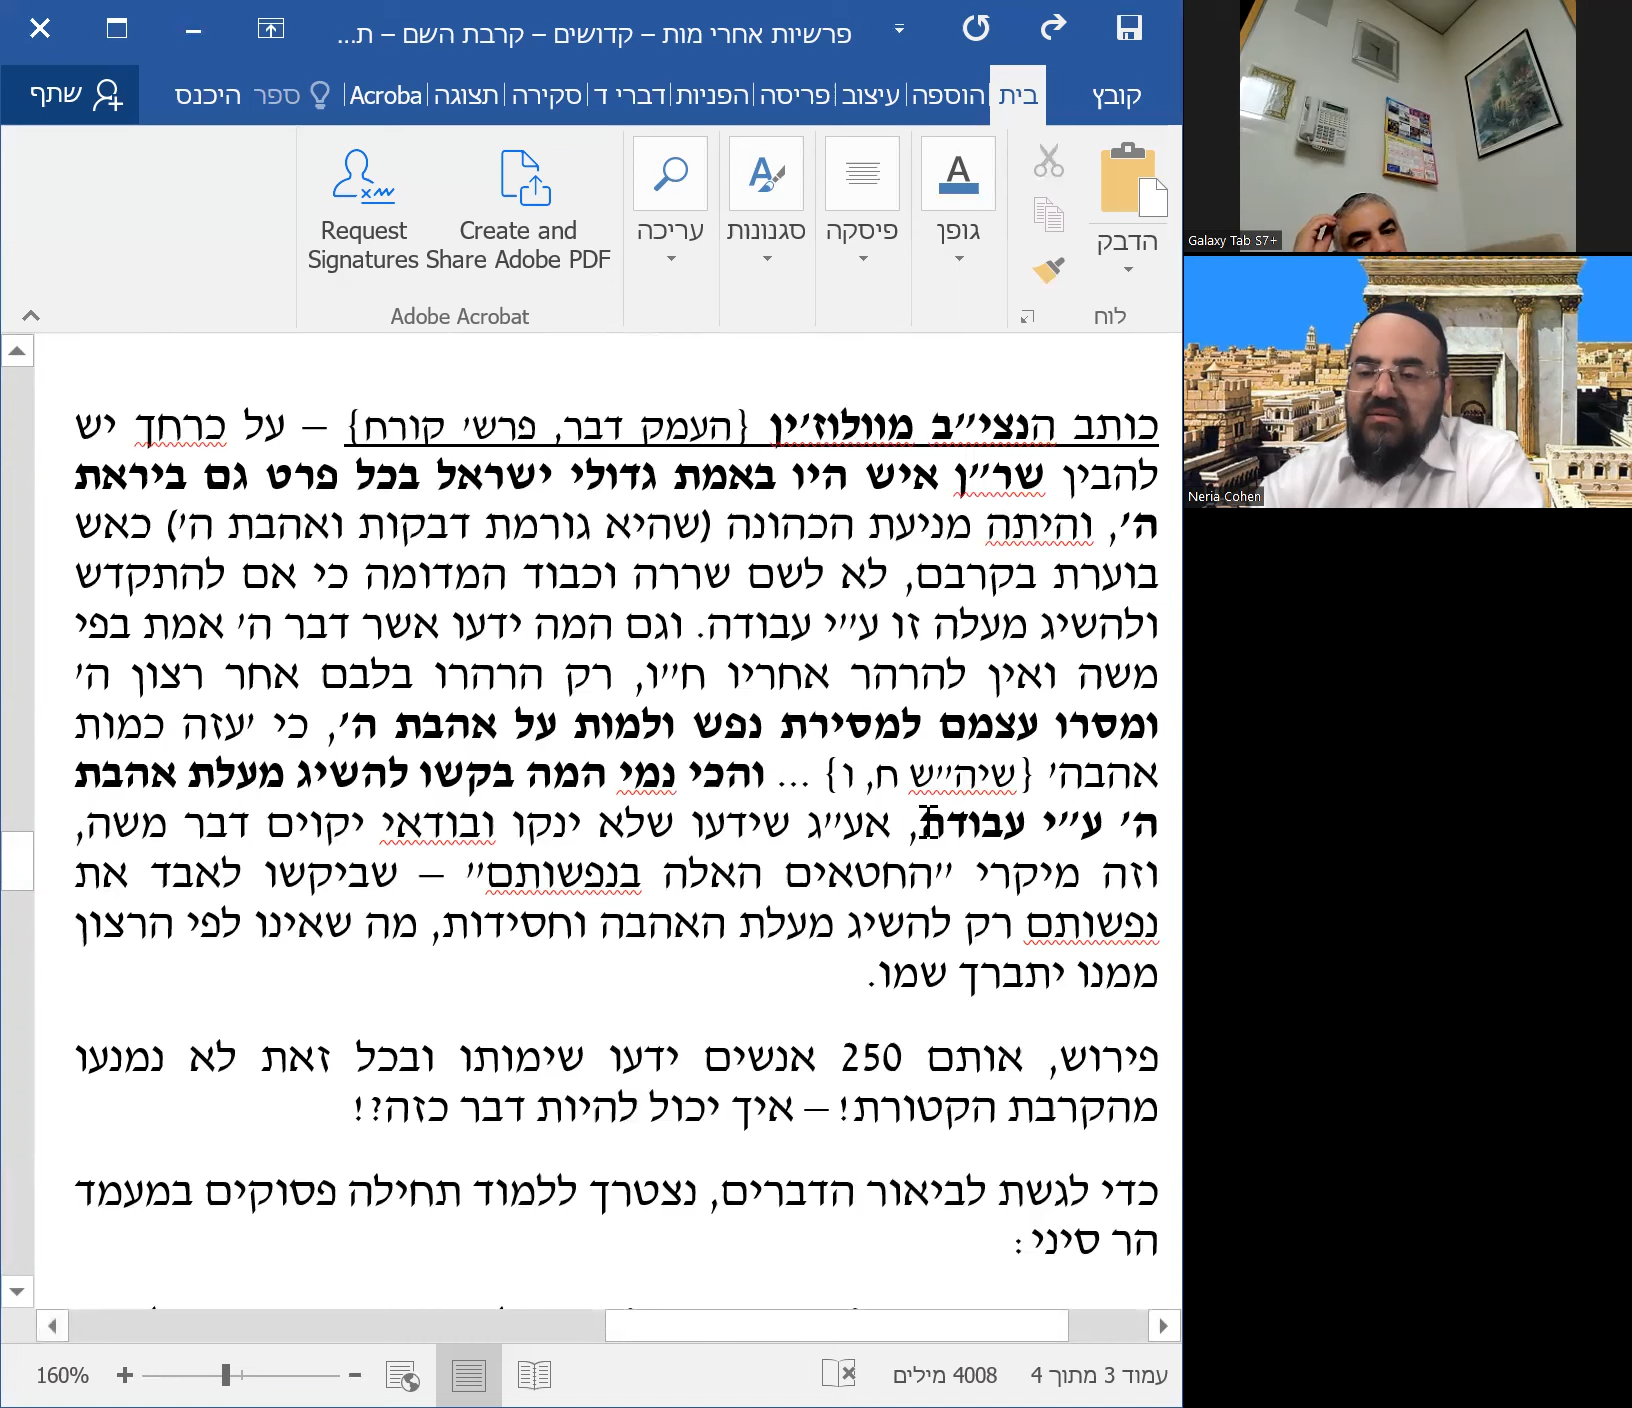 פרשיות אחרי מות – קדושים – קרבת השם – ת...
קובץ
בית
הוספה
עיצוב
פריסה
הפניות
דברי ד
סקירה
תצוגה
Acroba
ספר
היכנס
שתף
הדבק
לוח
גופן
פיסקה
סגנונות
עריכה
Create and
Share Adobe PDF
Request
Signatures
Adobe Acrobat
כותב הנצי״ב מוולוז׳ין {העמק דבר, פרש׳ קורח} – על כרחך יש
להבין שר״ן איש היו באמת גדולי ישראל בכל פרט גם ביראת
ה׳, והיתה מניעת הכהונה (שהיא גורמת דבקות ואהבת ה׳) כאש
בוערת בקרבם, לא לשם שררה וכבוד המדומה כי אם להתקדש
ולהשיג מעלה זו ע״י עבודה. וגם המה ידעו אשר דבר ה׳ אמת בפי
משה ואין להרהר אחריו ח״ו, רק הרהרו בלבם אחר רצון ה׳
ומסרו עצמם למסירת נפש ולמות על אהבת ה׳, כי ׳עזה כמות
אהבה׳ {שיה״ש ח, ו} ... והכי נמי המה בקשו להשיג מעלת אהבת
ה׳ ע״י עבודה, אע״ג שידעו שלא ינקו ובודאי יקוים דבר משה,
וזה מיקרי ״החטאים האלה בנפשותם״ – שביקשו לאבד את
נפשותם רק להשיג מעלת האהבה וחסידות, מה שאינו לפי הרצון
ממנו יתברך שמו.
פירוש, אותם 250 אנשים ידעו שימותו ובכל זאת לא נמנעו
מהקרבת הקטורת! – איך יכול להיות דבר כזה?!
כדי לגשת לביאור הדברים, נצטרך ללמוד תחילה פסוקים במעמד
הר סיני:
עמוד 3 מתוך 4
4008 מילים
160%
Galaxy Tab S7+
Neria Cohen